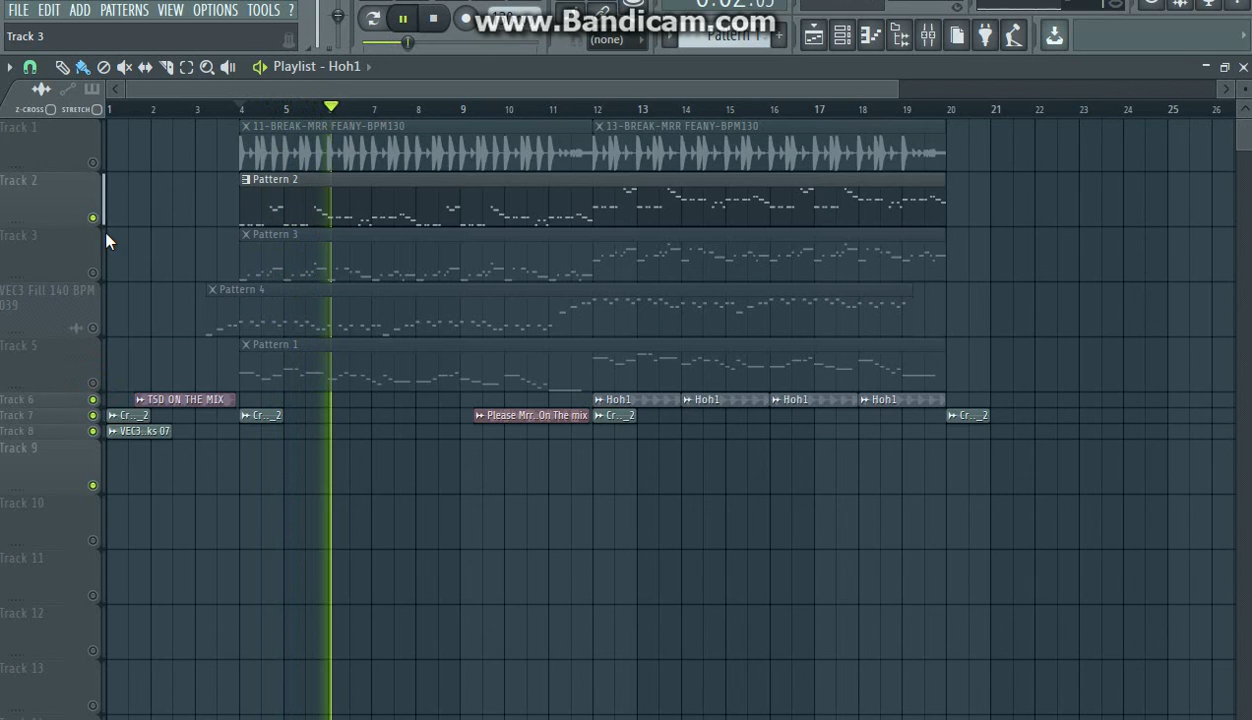 FILE EDIT ADD PATTERNS VIEW OPTIONS TOOLS ?
www.Bandicam.com
Track 3
(none)
Pattern 1
Playlist - Hoh1
Z-CROSS STRETCH
1 2 3 4 5 7 8 9 10 11 12 13 14 15 16 17 18 19 20 21 22 23 24 25 26
Track 1
11-BREAK-MRR FEANY-BPM130
13-BREAK-MRR FEANY-BPM130
Track 2
Pattern 2
Track 3
Pattern 3
VEC3 Fill 140 BPM
039
Pattern 4
Track 5
Pattern 1
Track 6
TSD ON THE MIX
Hoh1
Hoh1
Hoh1
Hoh1
Track 7
Cr.._2
Cr.._2
Please Mrr..On The mix
Cr.._2
Cr.._2
Track 8
VEC3..ks 07
Track 9
Track 10
Track 11
Track 12
Track 13